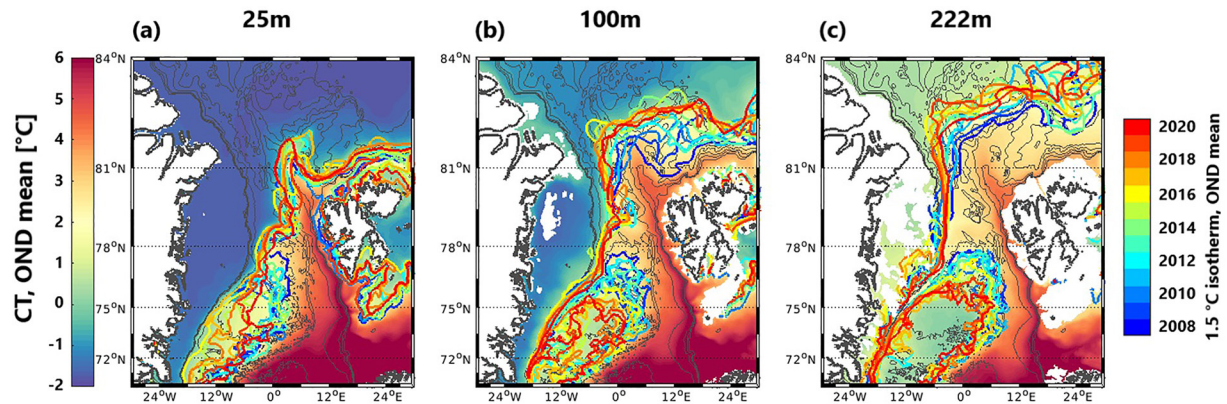 25m 100m 222m
(a) (b) (c)
CT, OND mean [°C]
6
5
4
3
2
1
0
-1
-2
84°N
81°N
78°N
75°N
72°N
24°W 12°W 0° 12°E 24°E
84°N
81°N
78°N
75°N
72°N
24°W 12°W 0° 12°E 24°E
84°N
81°N
78°N
75°N
72°N
24°W 12°W 0° 12°E 24°E
2020
2018
2016
2014
2012
2010
2008
1.5 °C isotherm, OND mean